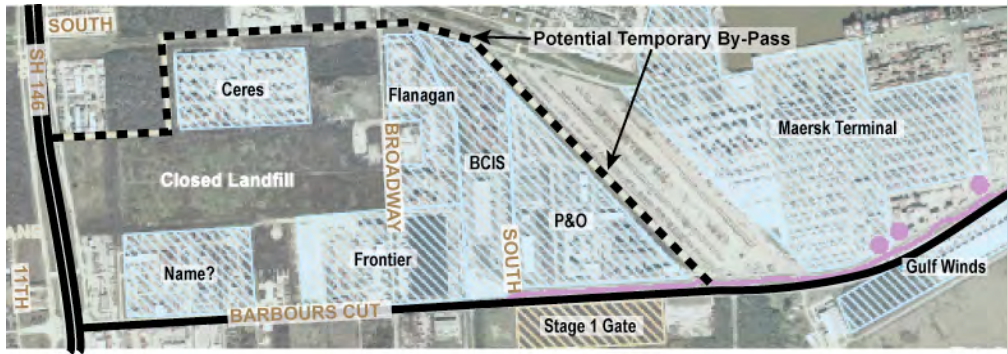 SOUTH
Potential Temporary By-Pass
SH 146
Ceres
Flanagan
Maersk Terminal
BROADWAY
BCIS
Closed Landfill
P&O
SOUTH
Name?
Frontier
11TH
Gulf Winds
BARBOURS CUT
Stage 1 Gate